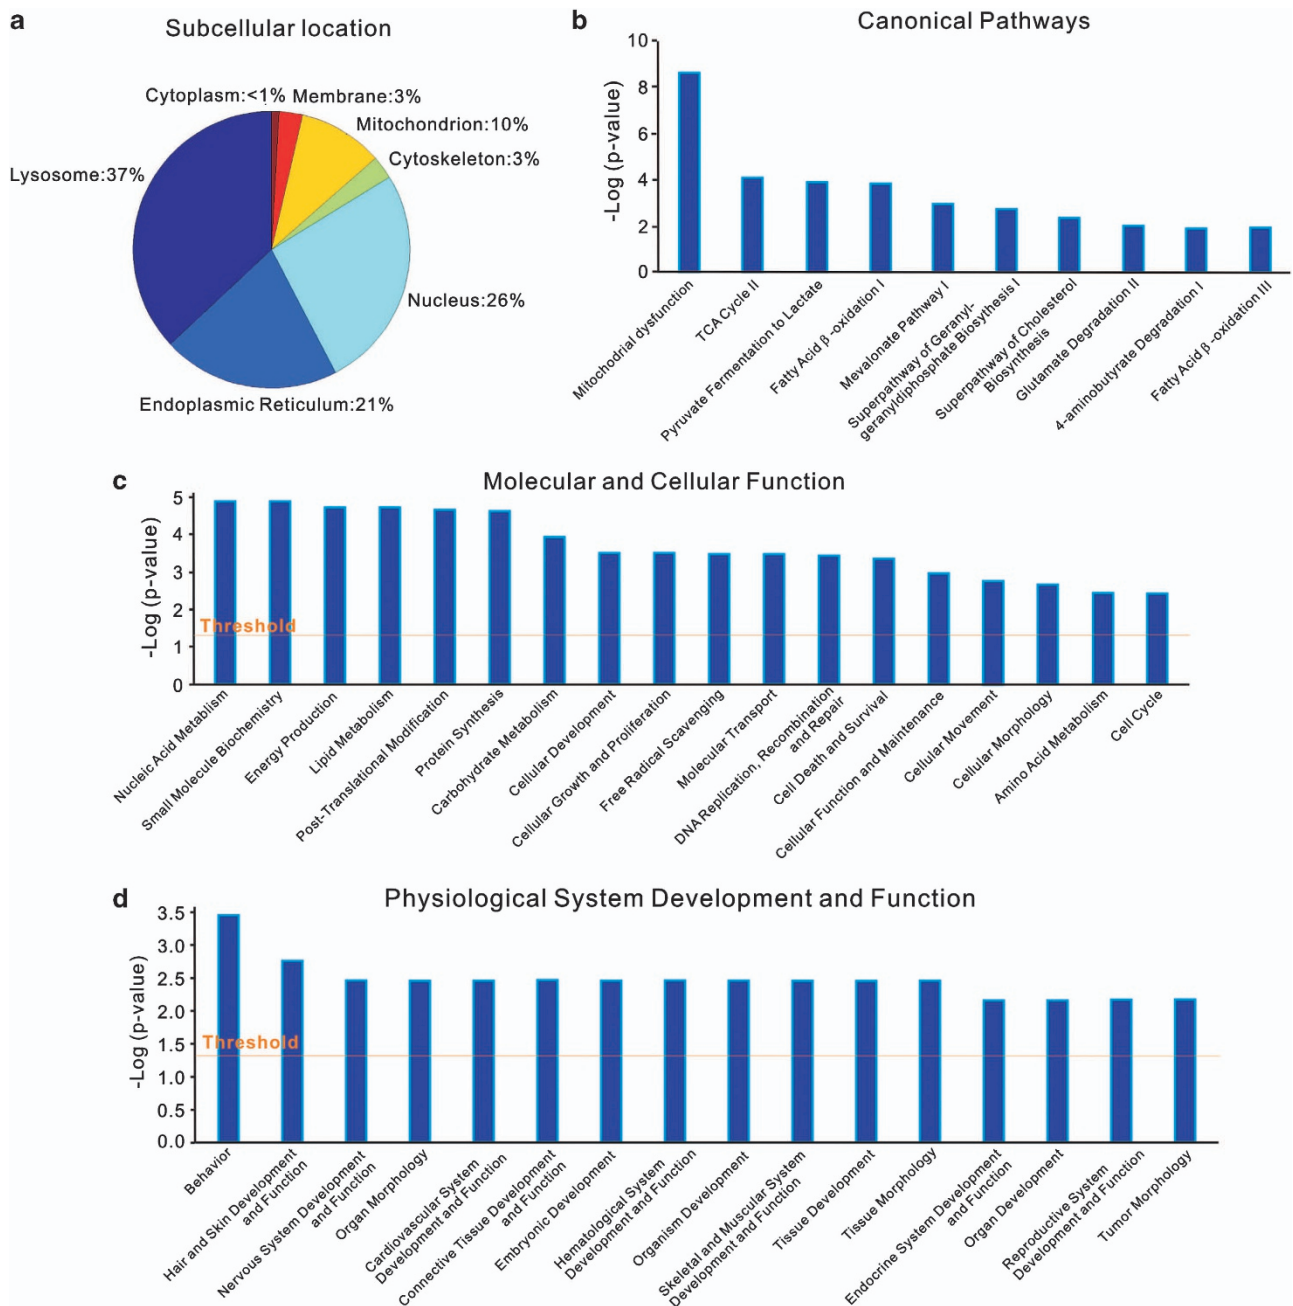 a
Subcellular location
Cytoplasm:<1%
Membrane:3%
Mitochondrion:10%
Cytoskeleton:3%
Lysosome:37%
Nucleus:26%
Endoplasmic Reticulum:21%
b
Canonical Pathways
-Log (p-value)
10
8
6
4
2
0
Mitochodrial dysfunction
TCA Cycle II
Pyruvate Fermentation to Lactate
Fatty Acid β-oxidation I
Mevalonate Pathway I
Superpathway of Geranyl-
geranyldiphosphate Biosythesis I
Superpathway of Cholesterol
Biosynthesis
Glutamate Degradation II
4-aminobutyrate Degradation I
Fatty Acid β-oxidation III
c
Molecular and Cellular Function
-Log (p-value)
5
4
3
2
1
0
Threshold
Nucleic Acid Metablism
Small Molecule Biochemistry
Energy Production
Lipid Metabolism
Post-Translational Modification
Protein Synthesis
Carbohydrate Metabolism
Cellular Development
Cellular Growth and Proliferation
Free Radical Scavenging
Molecular Transport
DNA Replication, Recombination
and Repair
Cell Death and Survival
Cellular Function and Maintenance
Cellular Movement
Cellular Morphology
Amino Acid Metabolism
Cell Cycle
d
Physiological System Development and Function
-Log (p-value)
3.5
3.0
2.5
2.0
1.5
1.0
0.5
0.0
Threshold
Behavior
Hair and Skin Development
and Function
Nervous System Development
and Function
Organ Morphology
Cardiovascular System
Development and Function
Connective Tissue Development
and Function
Embryonic Development
Hematological System
Development and Function
Organism Development
Skeletal and Muscular System
Development and Function
Tissue Development
Tissue Morphology
Endocrine System Development
and Function
Organ Development
Reproductive System
Development and Function
Tumor Morphology